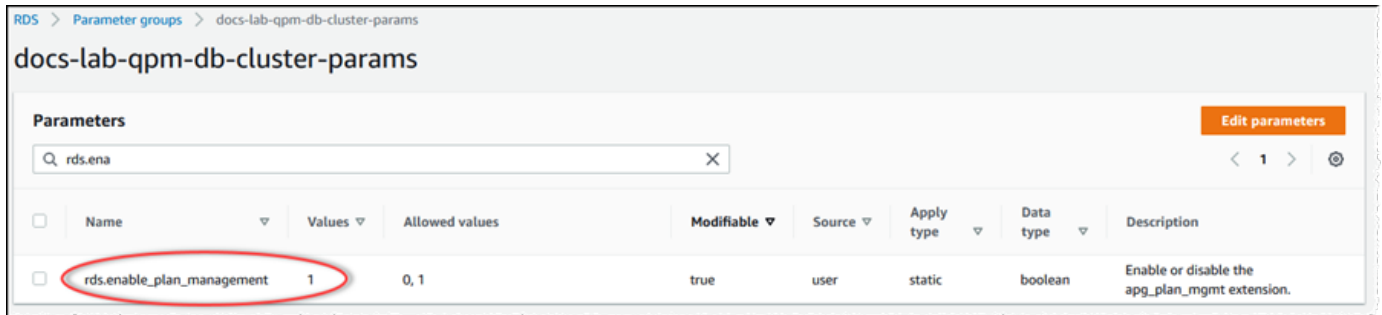 RDS > Parameter groups > docs-lab-qpm-db-cluster-params
docs-lab-qpm-db-cluster-params
Parameters
Edit parameters
rds.ena
< 1 >
Name Values Allowed values Modifiable Source Apply type Data type Description
rds.enable_plan_management 1 0, 1 true user static boolean Enable or disable the
apg_plan_mgmt extension.